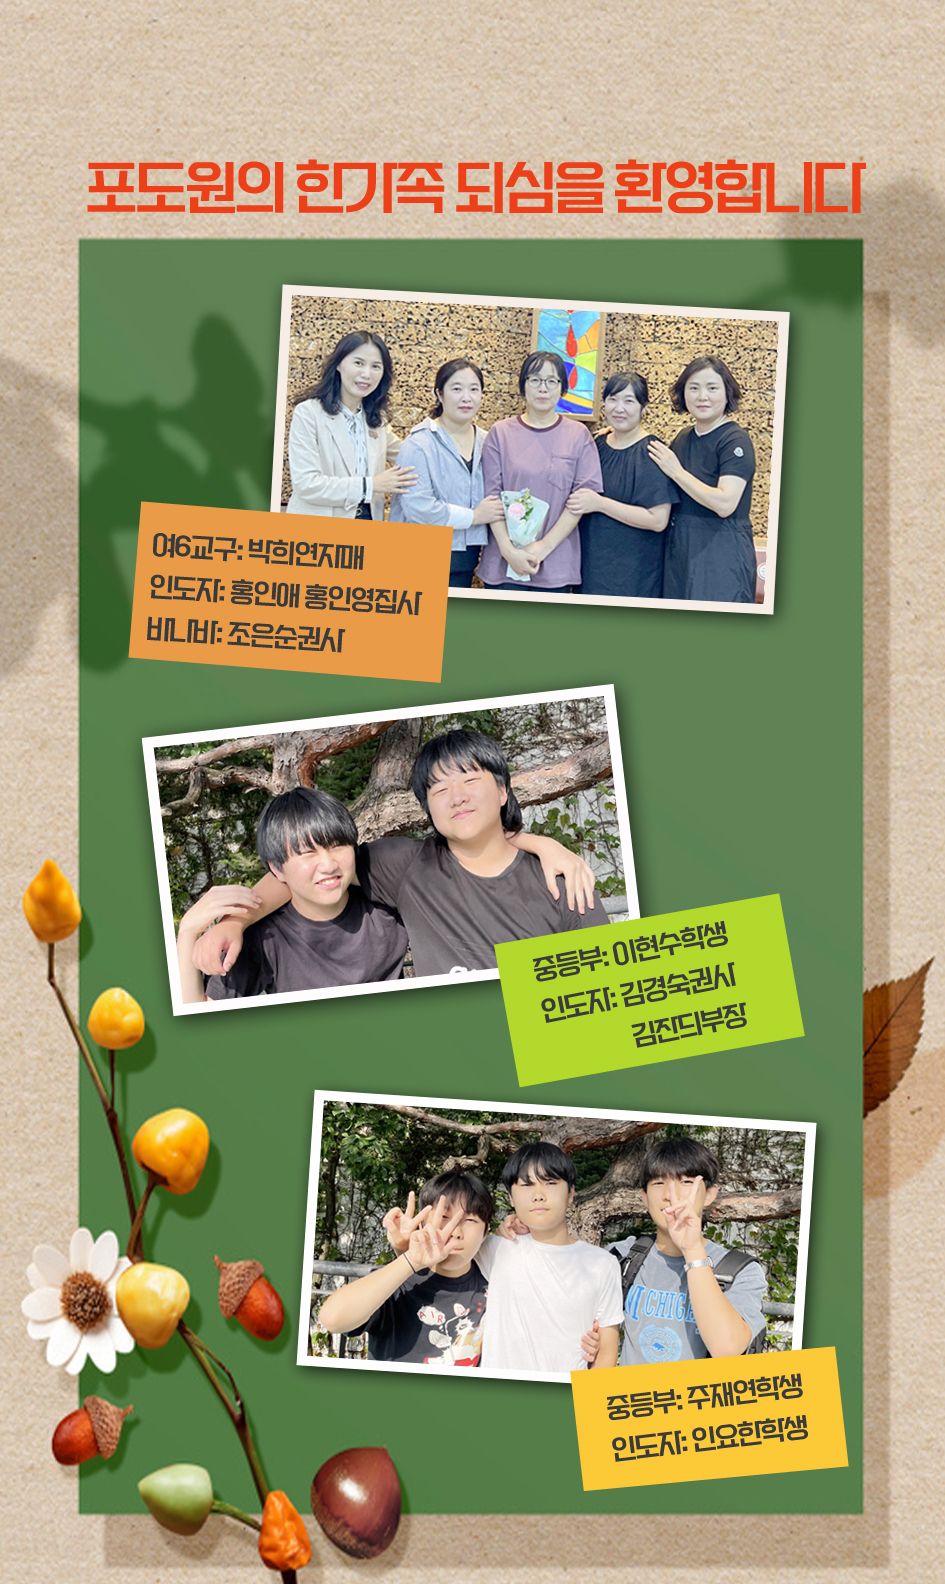 포도원의 한가족 되심을 환영합니다
여6교구: 박희연자매
인도자: 홍인애 홍인영집사
바나바: 조은순권사
중등부: 이현수학생
인도자: 김경숙권사
김잔듸부장
AIR
MICHIG
중등부: 주재연학생
인도자: 인요한학생